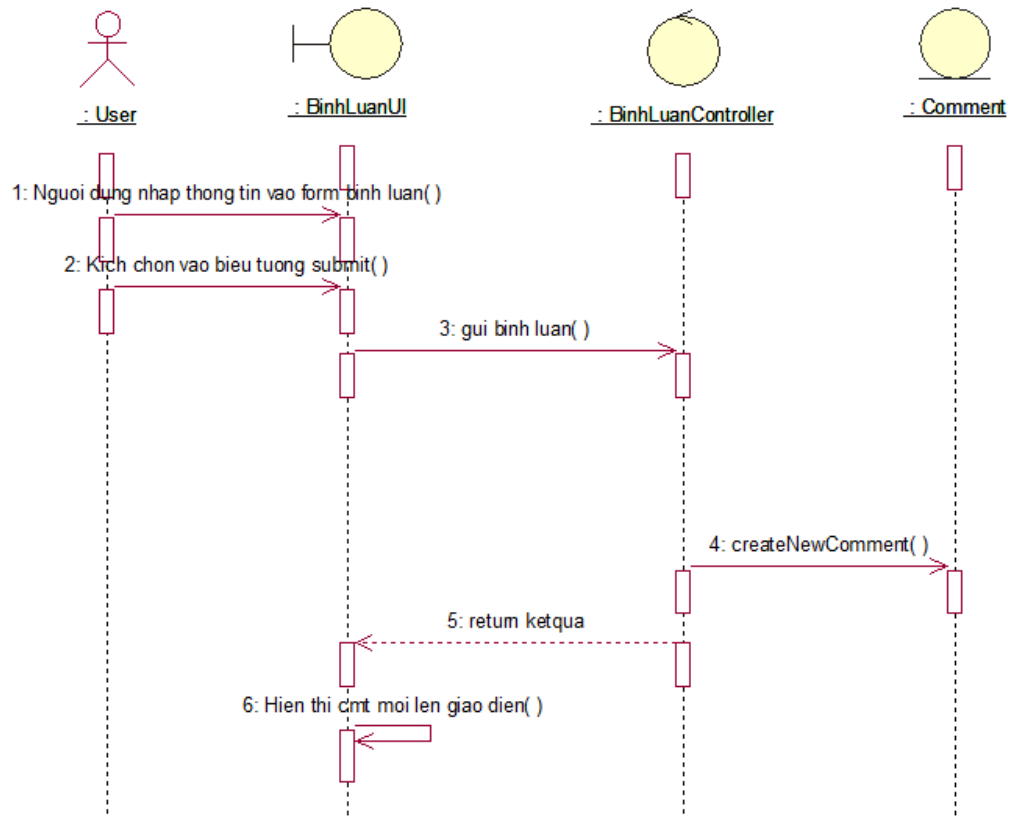 : User
: BinhLuanUI
: BinhLuanController
: Comment
1: Nguoi dung nhap thong tin vao form binh luan( )
2: Kich chon vao bieu tuong submit( )
3: gui binh luan( )
4: createNewComment( )
5: return ketqua
6: Hien thi cmt moi len giao dien( )